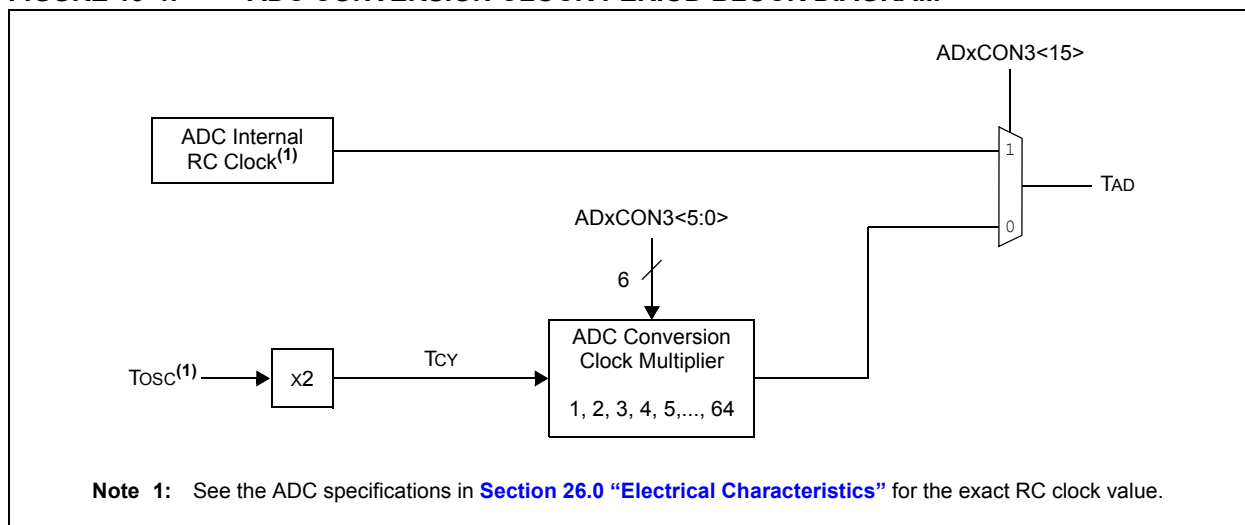 ADxCON3<15>
ADC Internal
RC Clock(1)
1
TAD
ADxCON3<5:0>
0
6
ADC Conversion
Clock Multiplier
TOSC(1)
X2
TCY
1, 2, 3, 4, 5,..., 64
Note 1: See the ADC specifications in Section 26.0 “Electrical Characteristics” for the exact RC clock value.